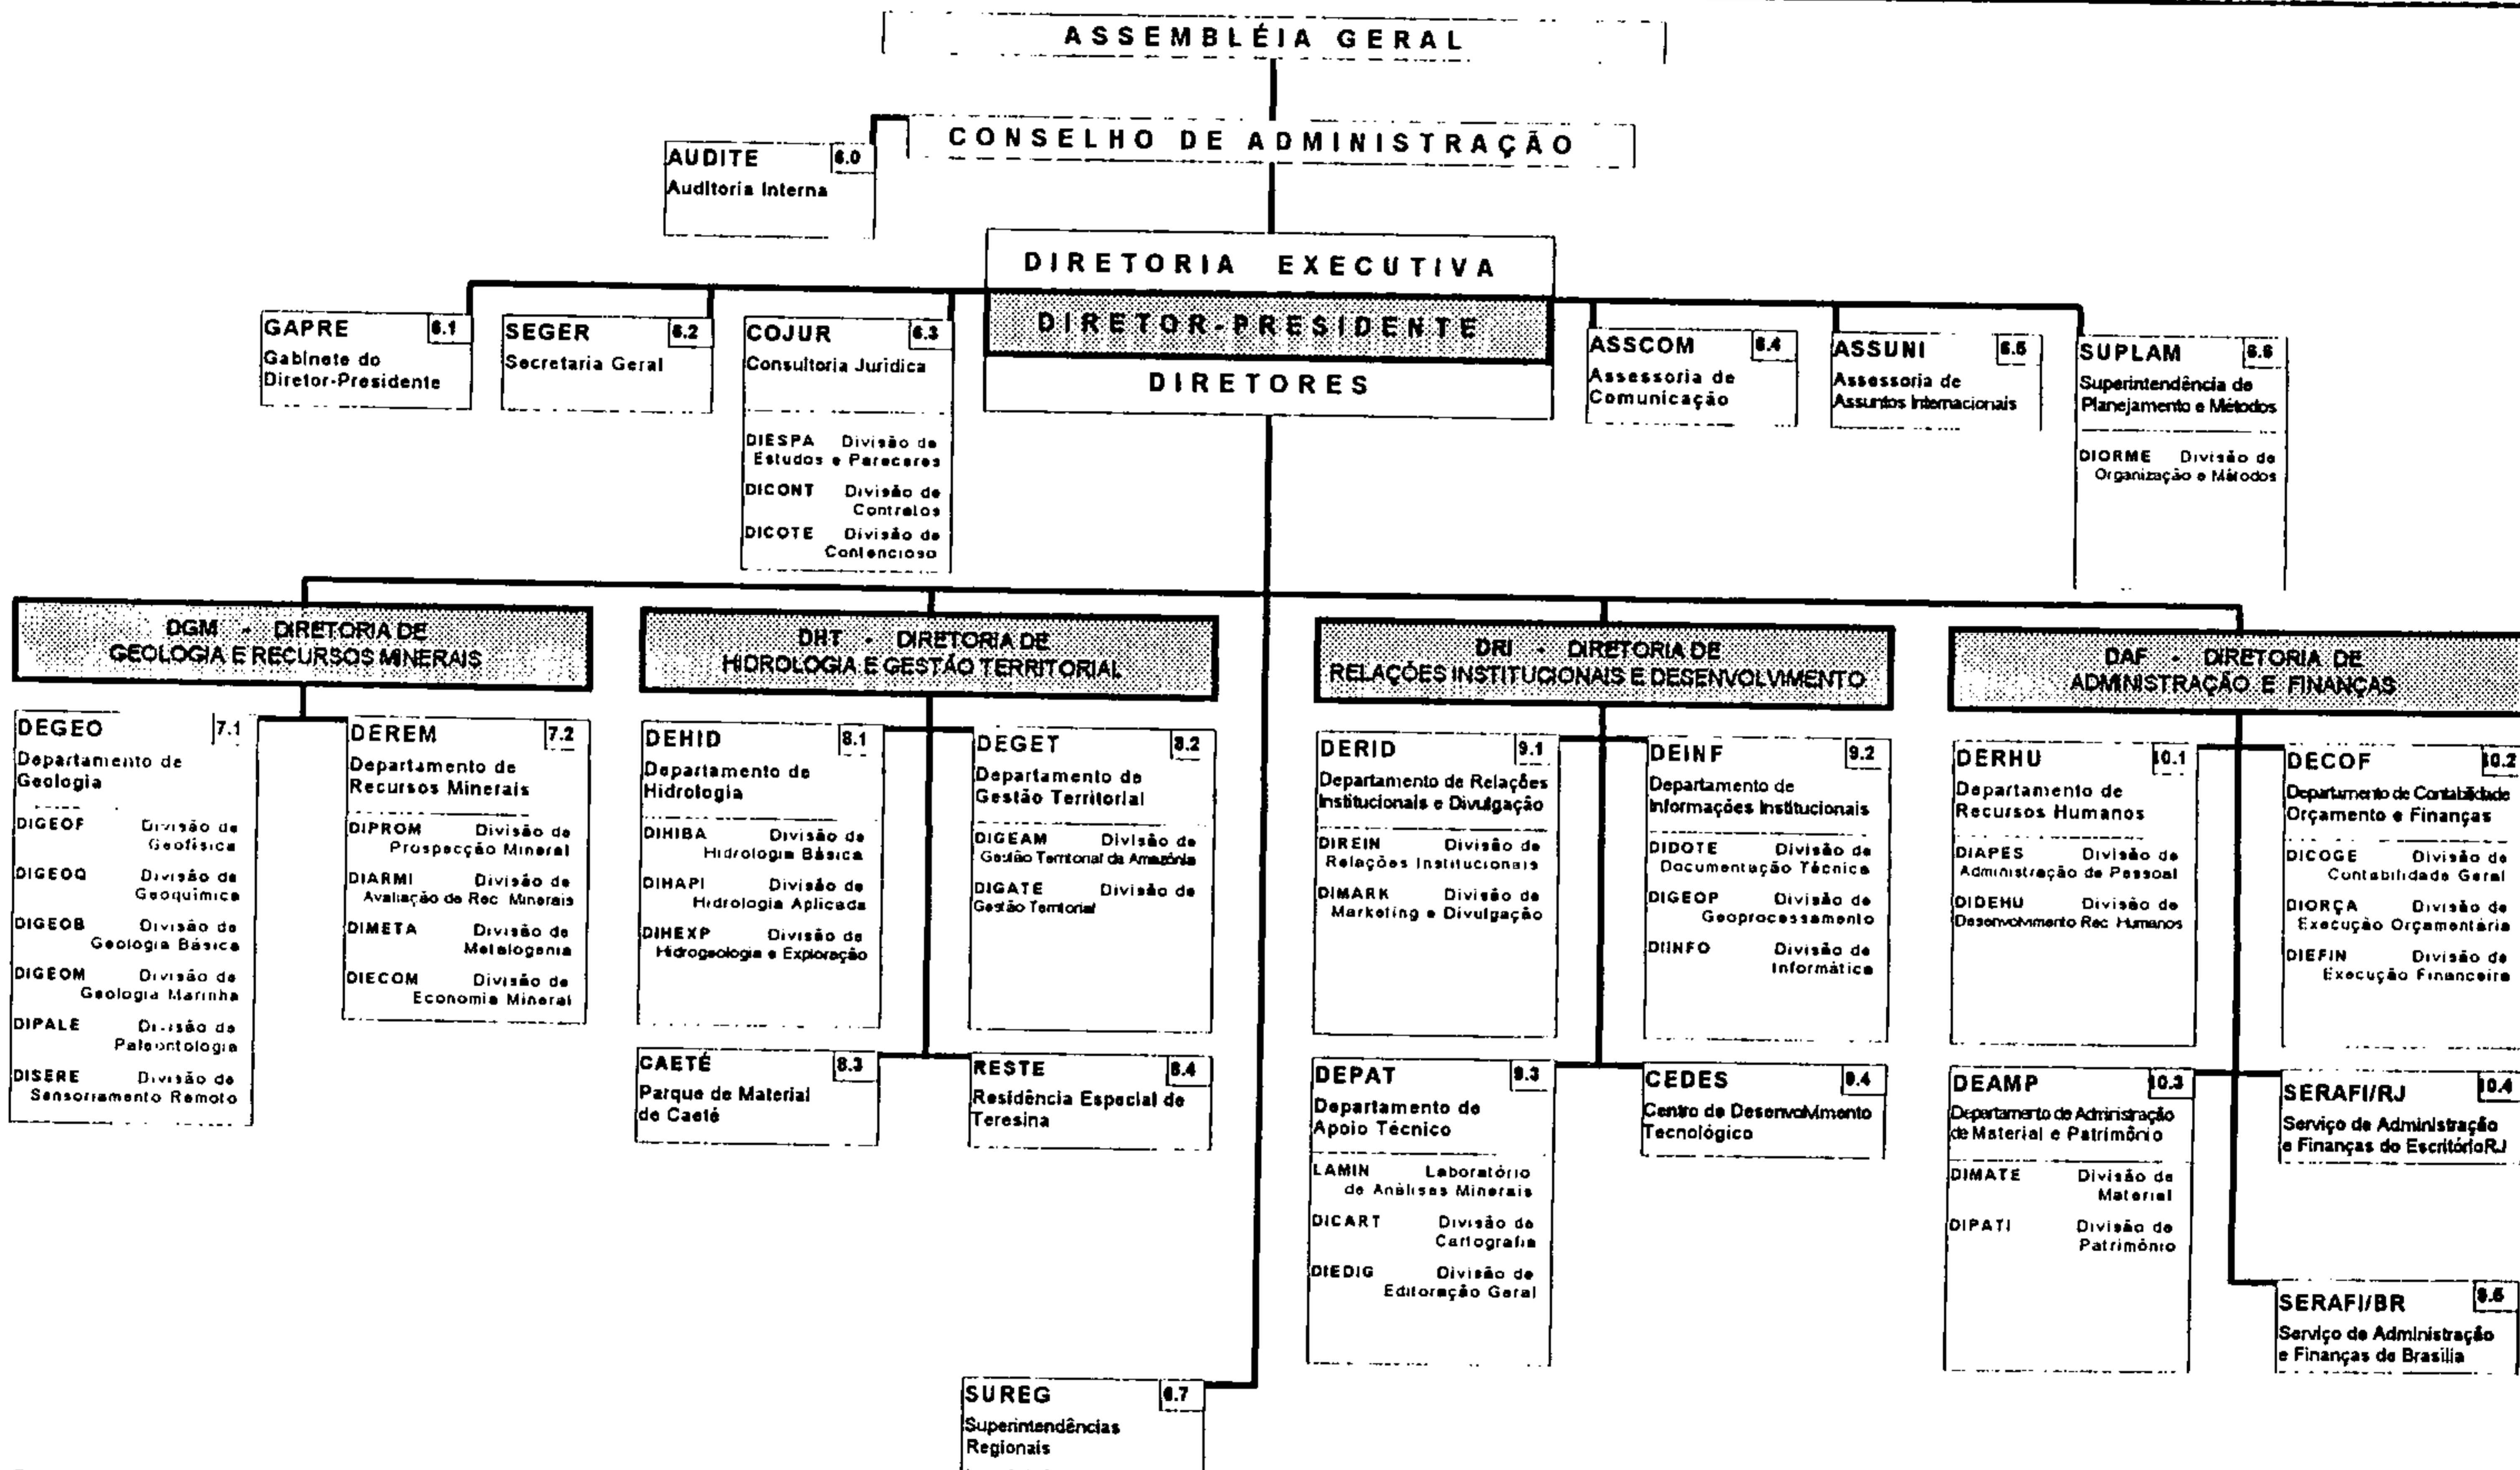 ASSEMBLÉIA GERAL
CONSELHO DE ADMINISTRAÇÃO
AUDITE 6.0
Auditoria Interna
DIRETORIA EXECUTIVA
DIRETOR-PRESIDENTE
DIRETORES
GAPRE 6.1
Gabinete do
Diretor-Presidente
SEGER 6.2
Secretaria Geral
COJUR 6.3
Consultoria Jurídica
DIESPA Divisão de
Estudos e Pareceres
DICONT Divisão de
Contratos
DICOTE Divisão de
Contencioso
ASSCOM 6.4
Assessoria de
Comunicação
ASSUNI 6.5
Assessoria de
Assuntos Internacionais
SUPLAM 6.6
Superintendência de
Planejamento e Métodos
DIORME Divisão de
Organização e Métodos
DGM - DIRETORIA DE
GEOLOGIA E RECURSOS MINERAIS
DEGEO 7.1
Departamento de
Geologia
DIGEOF Divisão de
Geofísica
DIGEOQ Divisão de
Geoquímica
DIGEOB Divisão de
Geologia Básica
DIGEOM Divisão de
Geologia Marinha
DIPALE Divisão de
Paleontologia
DISERE Divisão de
Sensoriamento Remoto
DEREM 7.2
Departamento de
Recursos Minerais
DIPROM Divisão de
Prospecção Mineral
DIARMI Divisão de
Avaliação de Rec. Minerais
DIMETA Divisão de
Metalogenia
DIECOM Divisão de
Economia Mineral
DHT - DIRETORIA DE
HIDROLOGIA E GESTÃO TERRITORIAL
DEHID 8.1
Departamento de
Hidrologia
DIHIBA Divisão de
Hidrologia Básica
DIHAPI Divisão de
Hidrologia Aplicada
DIHEXP Divisão de
Hidrogeologia e Exploração
DEGET 8.2
Departamento de
Gestão Territorial
DIGEAM Divisão de
Gestão Territorial da Amazônia
DIGATE Divisão de
Gestão Territorial
CAETÉ 8.3
Parque de Material
de Caeté
RESTE 8.4
Residência Especial de
Teresina
DRI - DIRETORIA DE
RELAÇÕES INSTITUCIONAIS E DESENVOLVIMENTO
DERID 9.1
Departamento de Relações
Institucionais e Divulgação
DIREIN Divisão de
Relações Institucionais
DIMARK Divisão de
Marketing e Divulgação
DEINF 9.2
Departamento de
Informações Institucionais
DIDOTE Divisão de
Documentação Técnica
DIGEOP Divisão de
Geoprocessamento
DIINFO Divisão de
Informática
DEPAT 9.3
Departamento de
Apoio Técnico
LAMIN Laboratório
de Análises Minerais
DICART Divisão de
Cartografia
DIEDIG Divisão de
Editoração Geral
CEDES 9.4
Centro de Desenvolvimento
Tecnológico
DAF - DIRETORIA DE
ADMINISTRAÇÃO E FINANÇAS
DERHU 10.1
Departamento de
Recursos Humanos
DIAPES Divisão de
Administração de Pessoal
DIDEHU Divisão de
Desenvolvimento Rec. Humanos
DECOF 10.2
Departamento de Contabilidade
Orçamento e Finanças
DICOGE Divisão de
Contabilidade Geral
DIORÇA Divisão de
Execução Orçamentária
DIEFIN Divisão de
Execução Financeira
DEAMP 10.3
Departamento de Administração
de Material e Patrimônio
DIMATE Divisão de
Material
DIPATI Divisão de
Patrimônio
SERAFI/RJ 10.4
Serviço de Administração
e Finanças do EscritórioRJ
SERAFI/BR
Serviço de Administração
e Finanças de Brasília
SUREG 6.7
Superintendências
Regionais